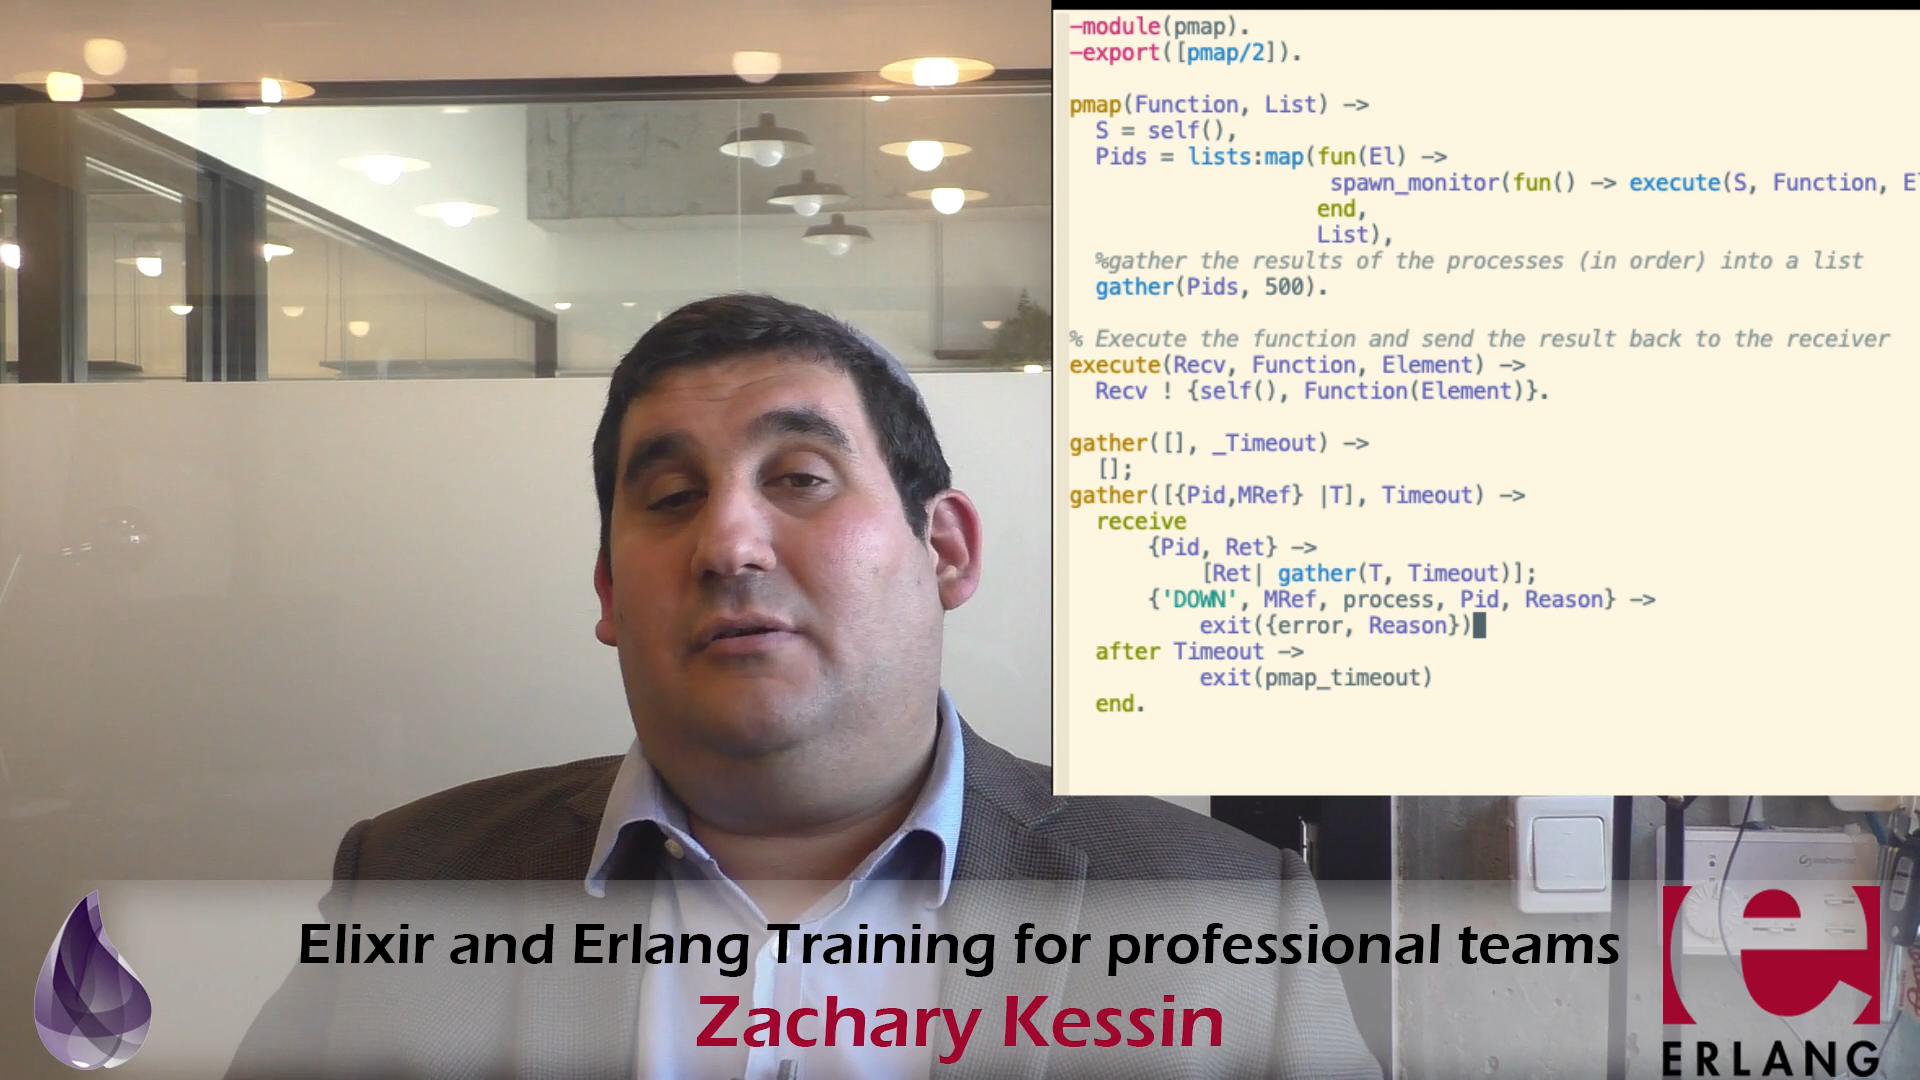 -module(pmap).
-export([pmap/2]).
pmap(Function, List) ->
S = self(),
Pids = lists:map(fun(El) ->
spawn_monitor(fun() -> execute(S, Function, E
end,
List),
%gather the results of the processes (in order) into a list
gather(Pids, 500).
% Execute the function and send the result back to the receiver
execute(Recv, Function, Element) ->
Recv ! {self(), Function(Element)}.
gather([], _Timeout) ->
[];
gather([{Pid,MRef} |T], Timeout) ->
receive
{Pid, Ret} ->
[Ret| gather(T, Timeout)];
{'DOWN', MRef, process, Pid, Reason} ->
exit({error, Reason})
after Timeout ->
exit(pmap_timeout)
end.
Elixir and Erlang Training for professional teams
Zachary Kessin
e
ERLANG